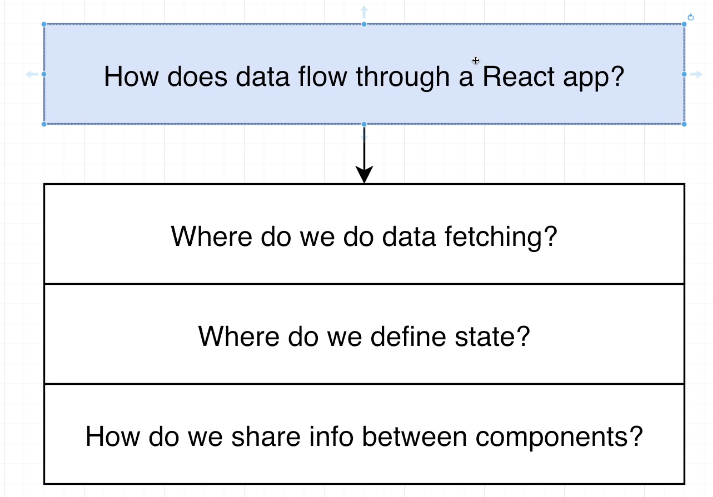 How does data flow through a React app?
Where do we do data fetching?
Where do we define state?
How do we share info between components?